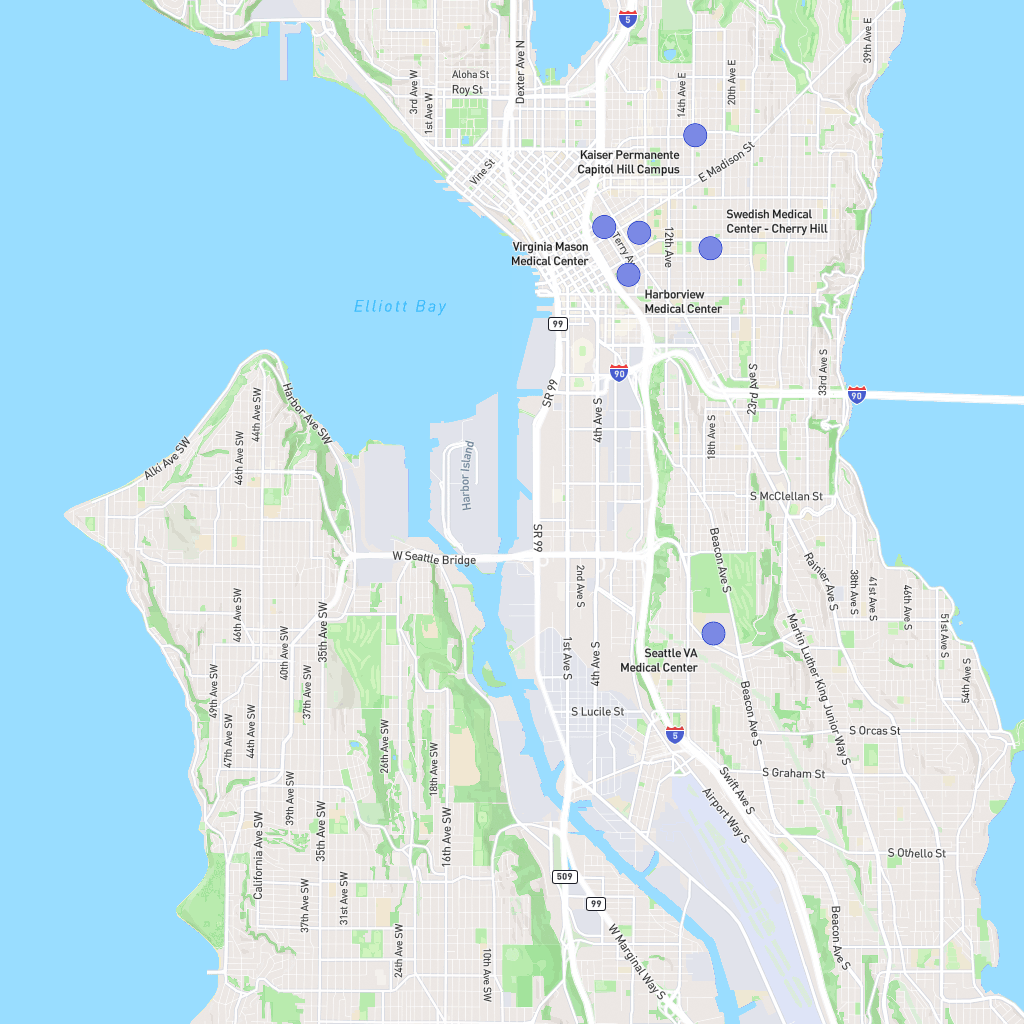 5
39th Ave E
Dexter Ave N
Aloha St
Roy St
3rd Ave W
1st Ave W
14th Ave E
20th Ave E
Vine St
Kaiser Permanente
Capitol Hill Campus
E Madison St
Swedish Medical
Center - Cherry Hill
12th Ave
Virginia Mason
Medical Center
Harborview
Medical Center
Elliott Bay
99
90
90
SR 99
4th Ave S
23rd Ave S
33rd Ave S
18th Ave S
Harbor Ave SW
44th Ave SW
46th Ave SW
Alki Ave SW
Harbor Island
S McClellan St
SR 99
W Seattle Bridge
2nd Ave S
Beacon Ave S
Rainier Ave S
38th Ave S
41st Ave S
46th Ave S
51st Ave S
54th Ave S
Martin Luther King Junior Way S
46th Ave SW
35th Ave SW
40th Ave SW
37th Ave SW
49th Ave SW
47th Ave SW
44th Ave SW
1st Ave S
4th Ave S
Seattle VA
Medical Center
S Lucile St
Beacon Ave S
S Orcas St
5
S Graham St
Swift Ave S
Airport Way S
26th Ave SW
18th Ave SW
16th Ave SW
39th Ave SW
35th Ave SW
California Ave SW
S Othello St
509
99
37th Ave SW
31st Ave SW
24th Ave SW
10th Ave SW
W Marginal Way S
Beacon Ave S